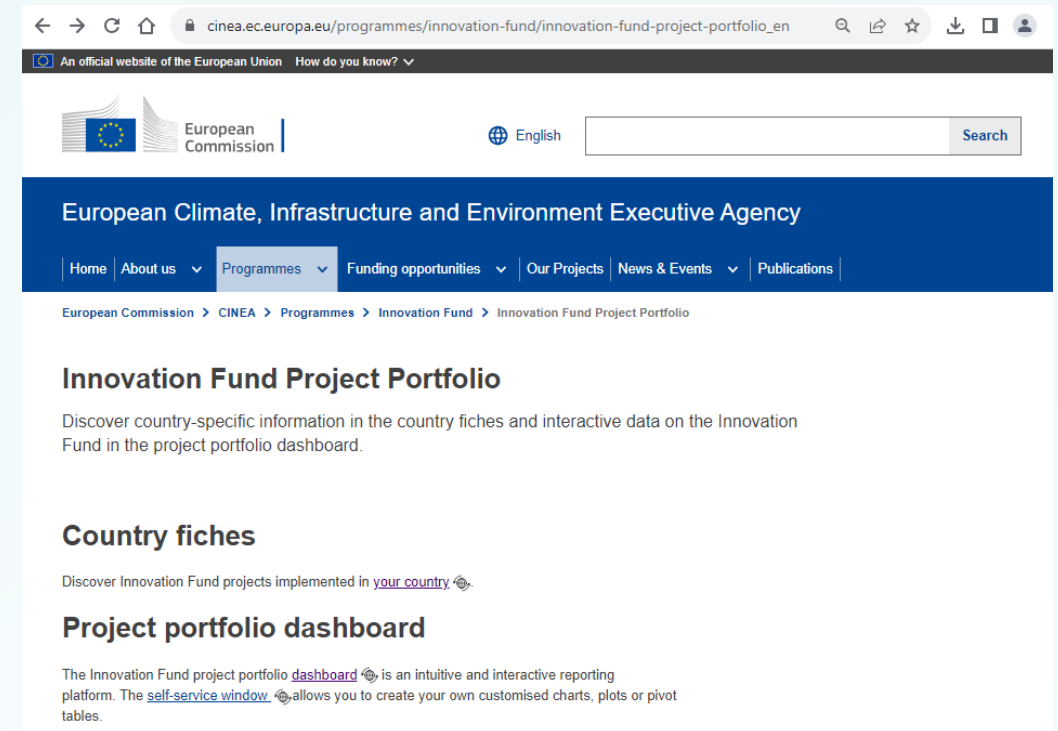 cinea.ec.europa.eu/programmes/innovation-fund/innovation-fund-project-portfolio_en
An official website of the European Union How do you know?
European
Commission
English
Search
European Climate, Infrastructure and Environment Executive Agency
Home About us Programmes Funding opportunities Our Projects News & Events Publications
European Commission > CINEA > Programmes > Innovation Fund > Innovation Fund Project Portfolio
Innovation Fund Project Portfolio
Discover country-specific information in the country fiches and interactive data on the Innovation
Fund in the project portfolio dashboard.
Country fiches
Discover Innovation Fund projects implemented in your country.
Project portfolio dashboard
The Innovation Fund project portfolio dashboard is an intuitive and interactive reporting
platform. The self-service window allows you to create your own customised charts, plots or pivot
tables.